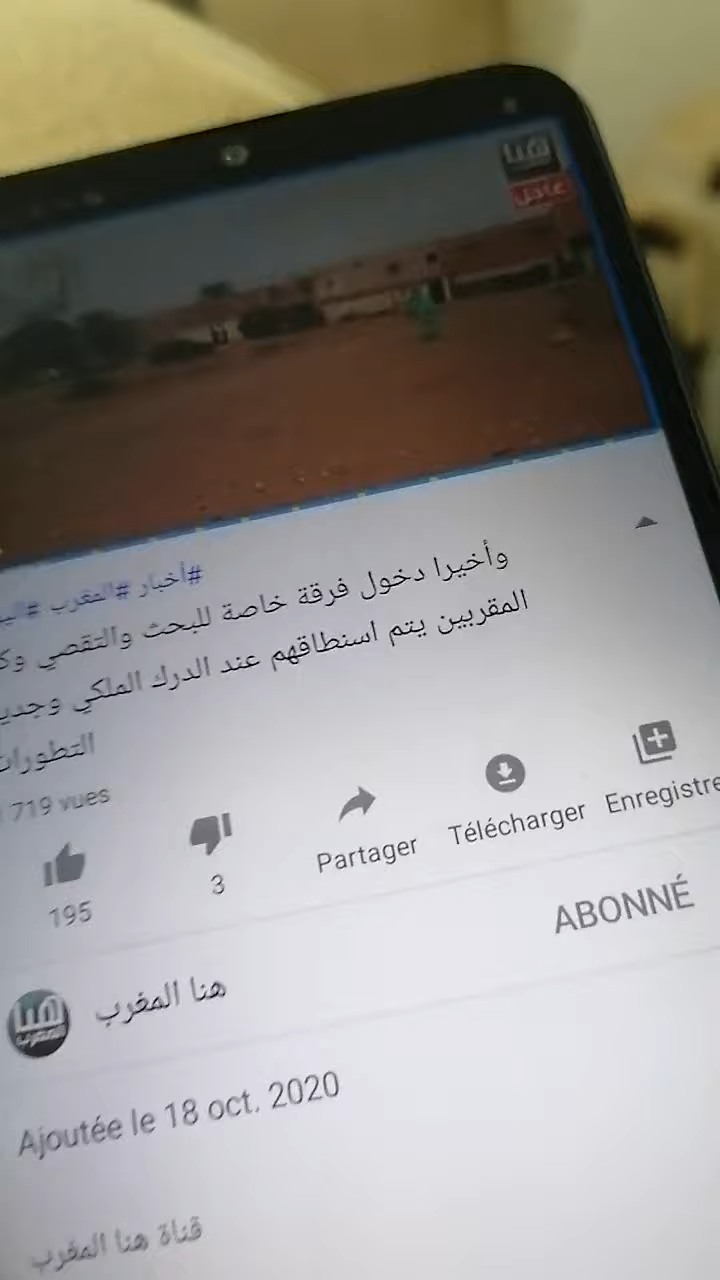 هنا
عاجل
#أخبار #المغرب
وأخيرا دخول فرقة خاصة للبحث والتقصي
المقربين يتم اسنطاقهم عند الدرك الملكي
التطورات
719 vues
195
3
Partager
Télécharger
Enregistre
هنا المغرب
ABONNÉ
Ajoutée le 18 oct. 2020
قناة هنا المغرب